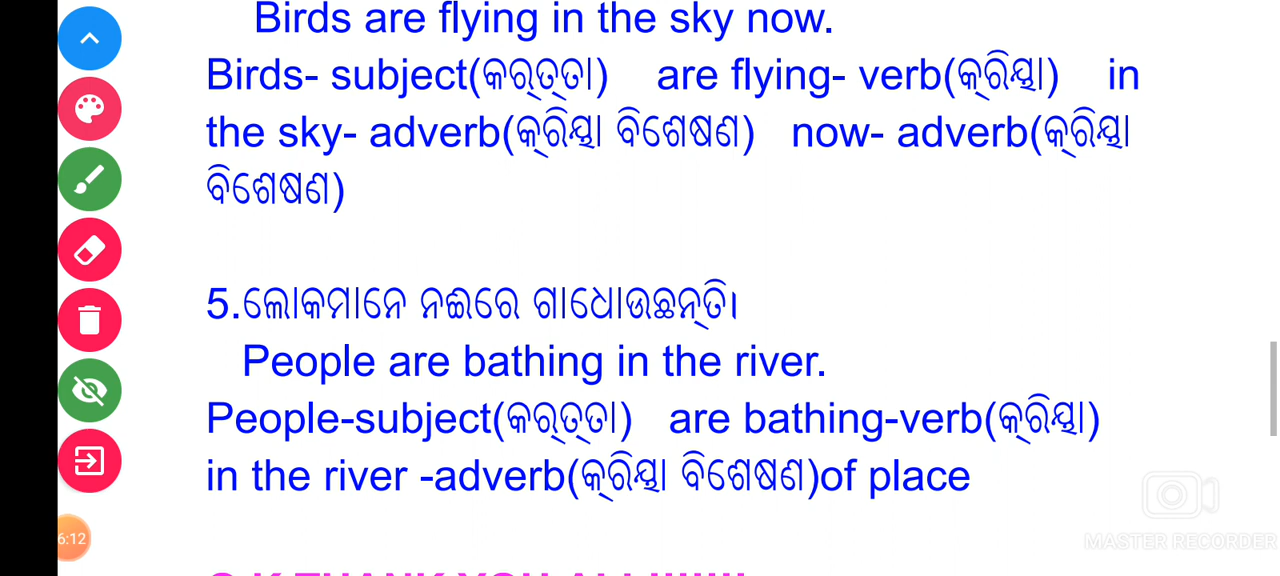 Birds are flying in the sky now.
Birds- subject(କର୍ତ୍ତା) are flying- verb(କ୍ରିୟା) in
the sky- adverb(କ୍ରିୟା ବିଶେଷଣ) now- adverb(କ୍ରିୟା
ବିଶେଷଣ)
5.ଲୋକମାନେ ନଈରେ ଗାଧୋଉଛନ୍ତି।
People are bathing in the river.
People-subject(କର୍ତ୍ତା) are bathing-verb(କ୍ରିୟା)
in the river -adverb(କ୍ରିୟା ବିଶେଷଣ)of place
6:12
MASTER RECORDER